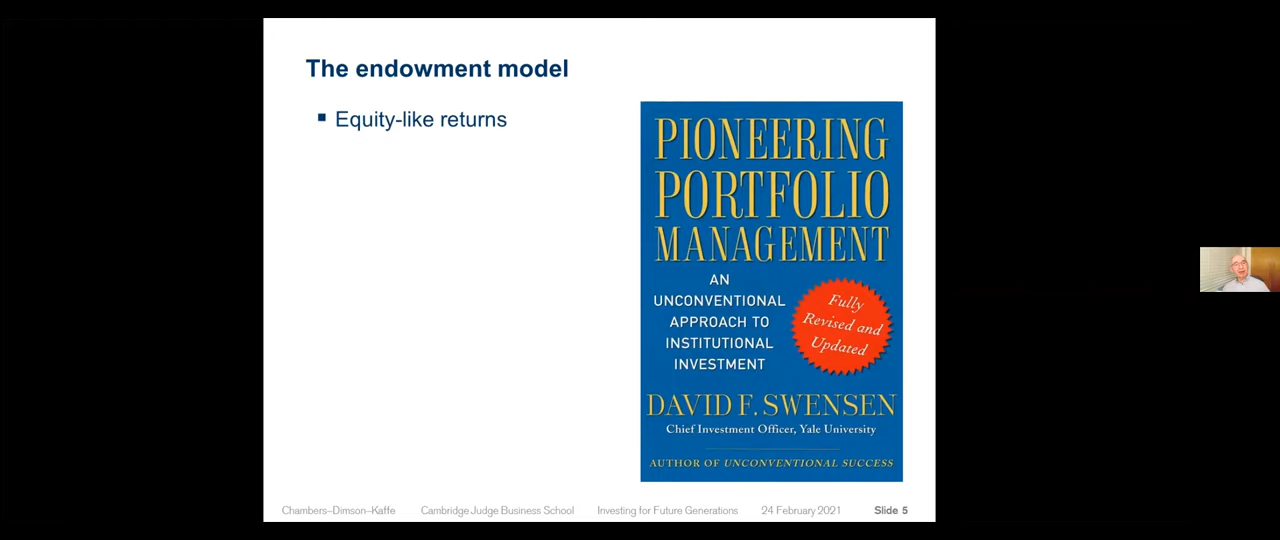 The endowment model
Equity-like returns
PIONEERING
PORTFOLIO
MANAGEMENT
AN
UNCONVENTIONAL
APPROACH TO
INSTITUTIONAL
INVESTMENT
Fully
Revised and
Updated
DAVID F. SWENSEN
Chief Investment Officer, Yale University
AUTHOR OF UNCONVENTIONAL SUCCESS
Chambers–Dimson–Kaffe Cambridge Judge Business School Investing for Future Generations 24 February 2021 Slide 5